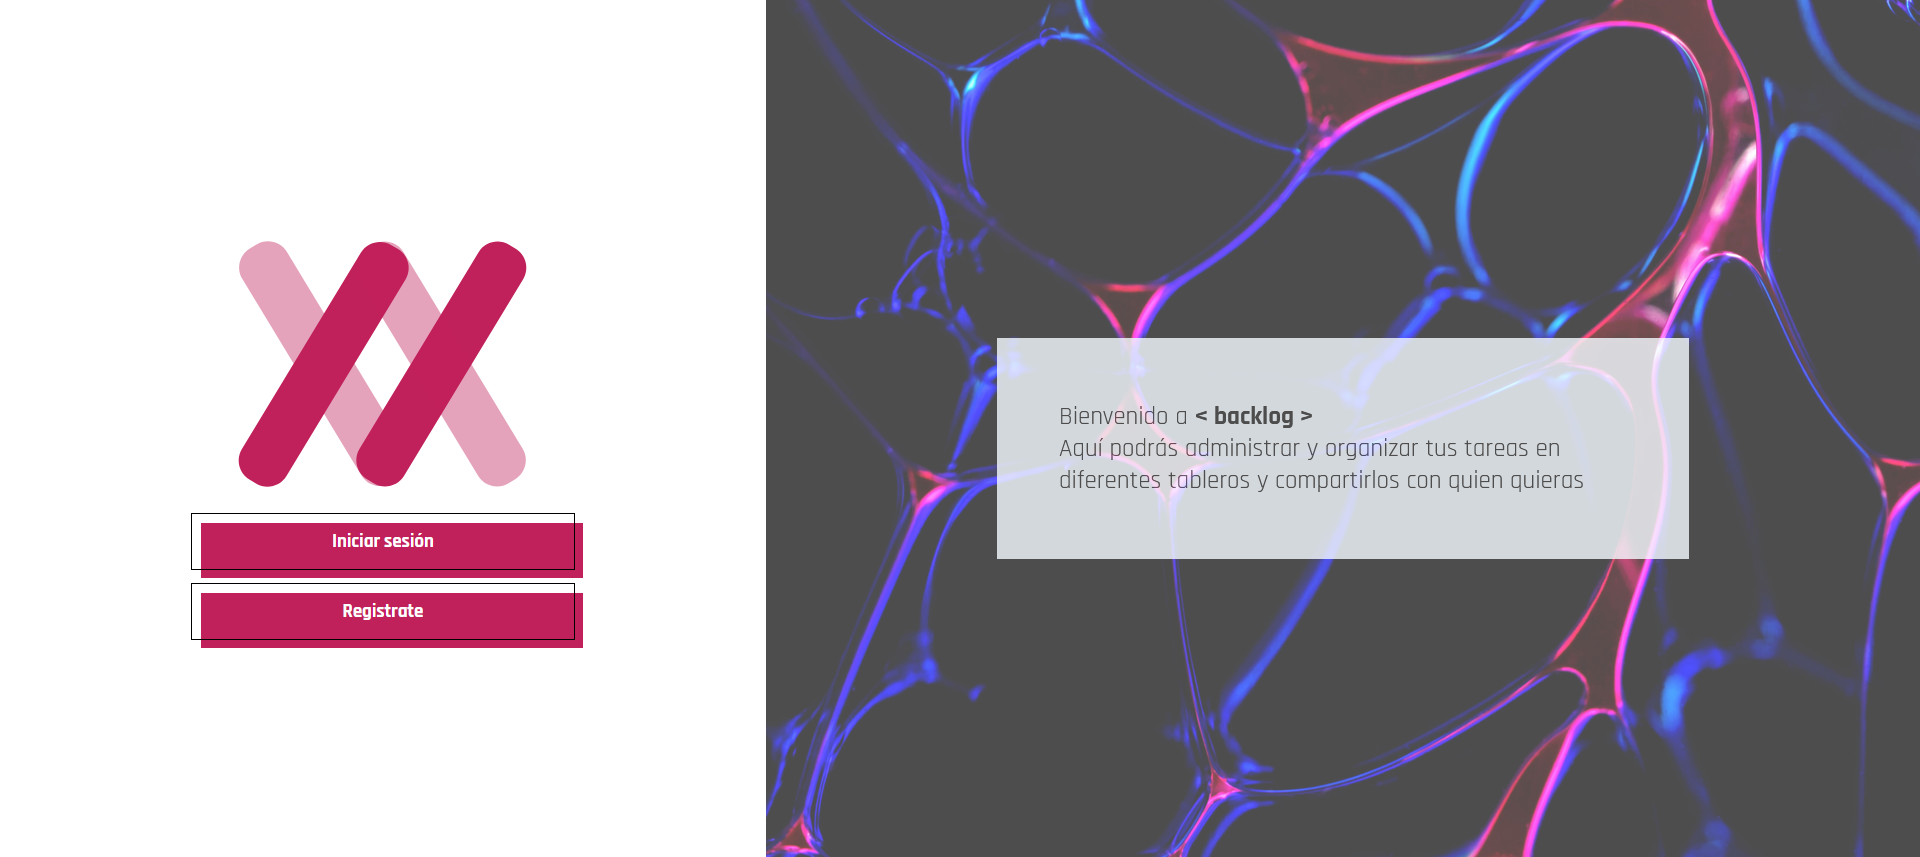 Iniciar sesión
Registrate
Bienvenido a < backlog >
Aquí podrás administrar y organizar tus tareas en
diferentes tableros y compartirlos con quien quieras